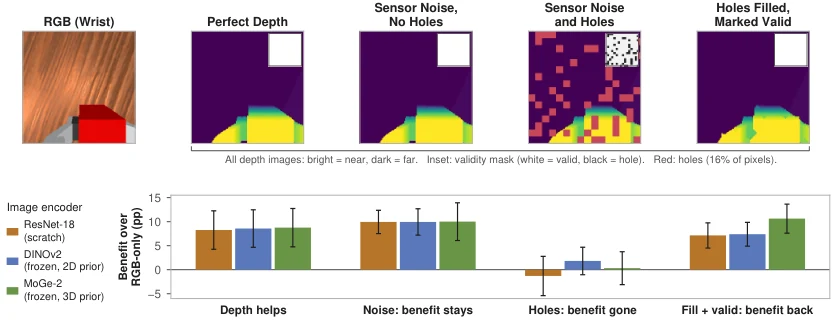 RGB (Wrist)
Perfect Depth
Sensor Noise,
No Holes
Sensor Noise
and Holes
Holes Filled,
Marked Valid
All depth images: bright = near, dark = far. Inset: validity mask (white = valid, black = hole). Red: holes (16% of pixels).
Image encoder
ResNet-18
(scratch)
DINOv2
(frozen, 2D prior)
MoGe-2
(frozen, 3D prior)
Benefit over
RGB-only (pp)
15
10
5
0
−5
Depth helps
Noise: benefit stays
Holes: benefit gone
Fill + valid: benefit back